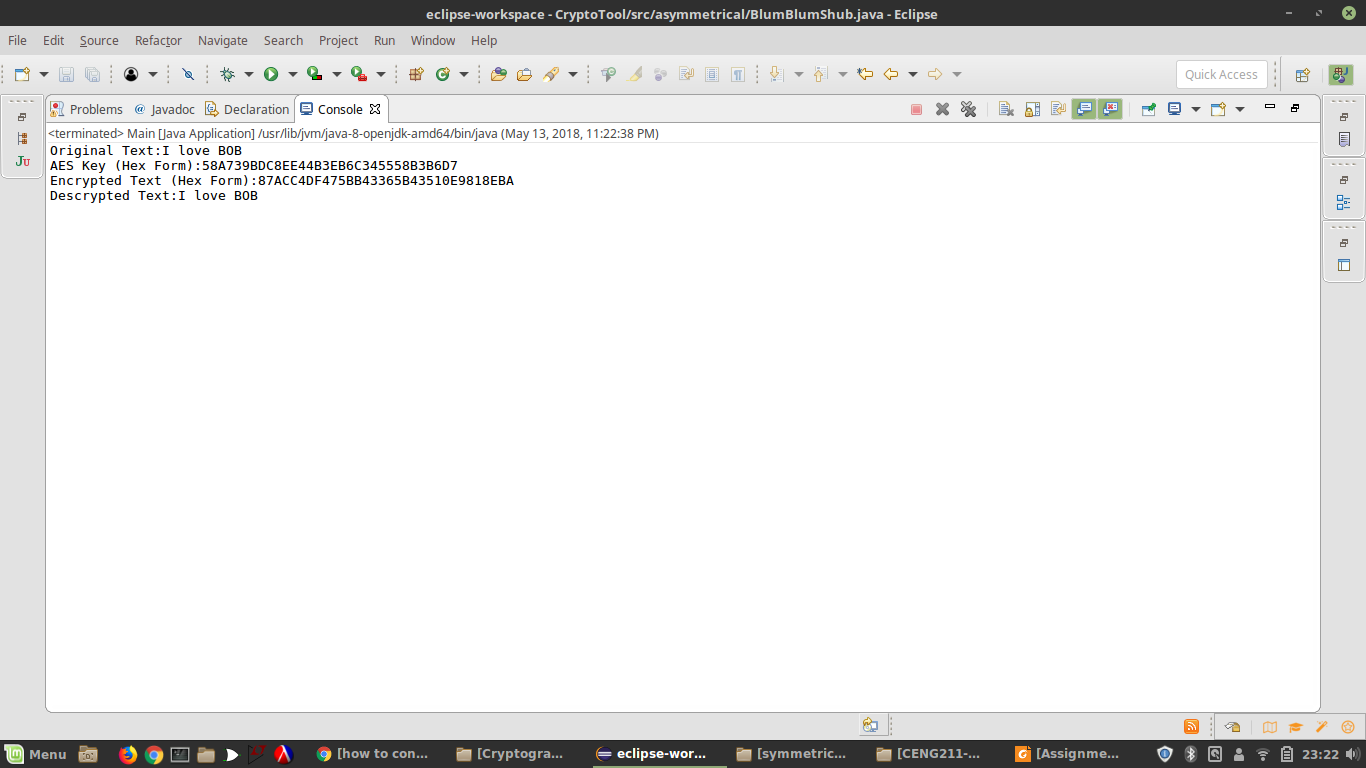 eclipse-workspace - CryptoTool/src/asymmetrical/BlumBlumShub.java - Eclipse
File Edit Source Refactor Navigate Search Project Run Window Help
Quick Access
Problems @ Javadoc Declaration Console
<terminated> Main [Java Application] /usr/lib/jvm/java-8-openjdk-amd64/bin/java (May 13, 2018, 11:22:38 PM)
Original Text:I love BOB
AES Key (Hex Form):58A739BDC8EE44B3EB6C345558B3B6D7
Encrypted Text (Hex Form):87ACC4DF475BB43365B43510E9818EBA
Descrypted Text:I love BOB
Menu [how to con... [Cryptogra... eclipse-wor... [symmetric... [CENG211-... [Assignme... 23:22